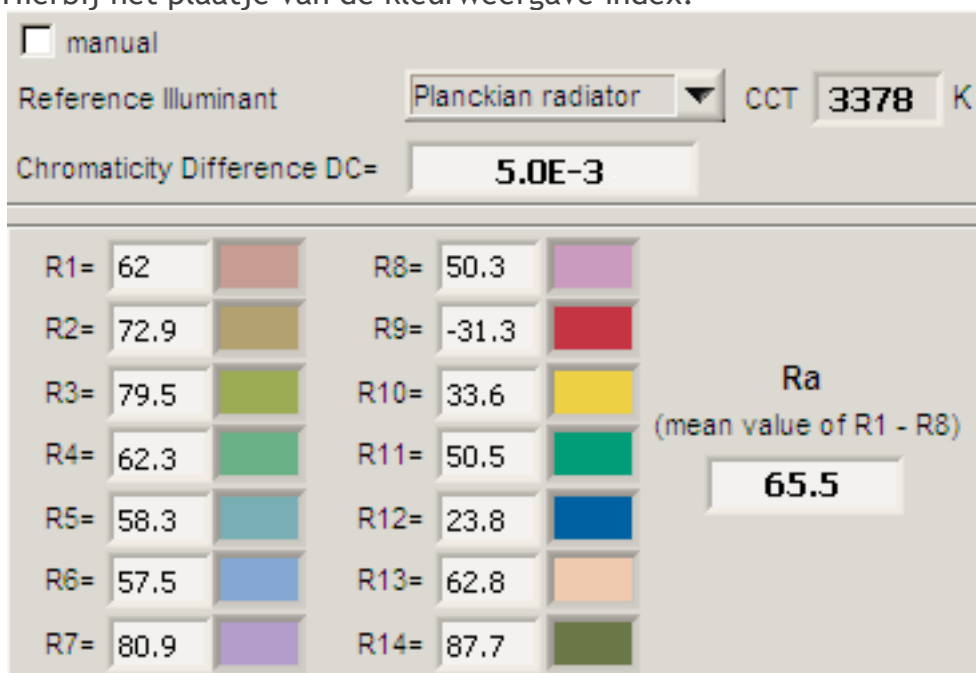 Hierbij het plaatje van de kleurweergave index.
manual
Reference Illuminant Planckian radiator CCT 3378 K
Chromaticity Difference DC= 5.0E-3
R1= 62 R8= 50.3
R2= 72.9 R9= -31.3
R3= 79.5 R10= 33.6
R4= 62.3 R11= 50.5
R5= 58.3 R12= 23.8
R6= 57.5 R13= 62.8
R7= 80.9 R14= 87.7
Ra
(mean value of R1 - R8)
65.5